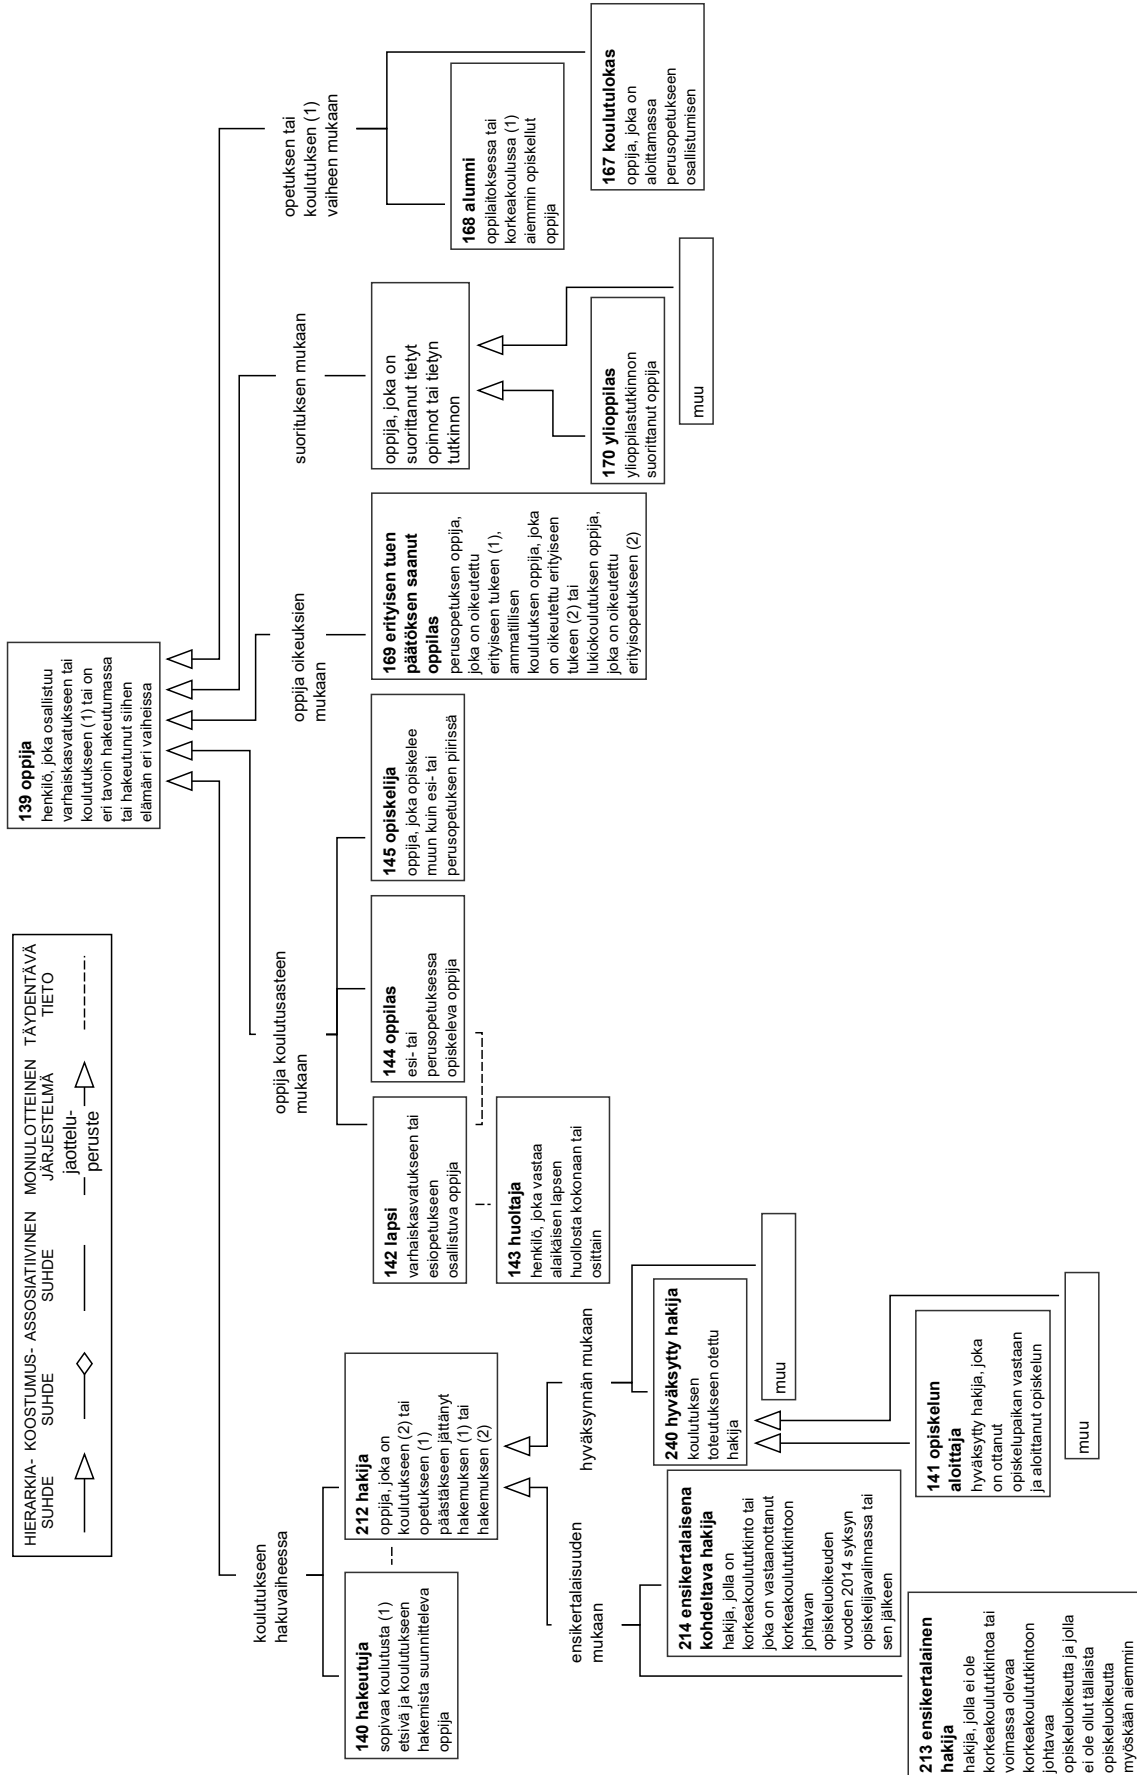 HIERARKIA-
SUHDE
KOOSTUMUS-
SUHDE
ASSOSIATIIVINEN
SUHDE
MONIULOTTEINEN
JÄRJESTELMÄ
jaottelu-
peruste
TÄYDENTÄVÄ
TIETO
139 oppija
henkilö, joka osallistuu
varhaiskasvatukseen tai
koulutukseen (1) tai on
eri tavoin hakeutumassa
tai hakeutunut siihen
elämän eri vaiheissa
koulutukseen
hakuvaiheessa
oppija koulutusasteen
mukaan
oppija oikeuksien
mukaan
suorituksen mukaan
opetuksen tai
koulutuksen (1)
vaiheen mukaan
140 hakeutuja
sopivaa koulutusta (1)
etsivä ja koulutukseen
hakemista suunnitteleva
oppija
212 hakija
oppija, joka on
koulutukseen (2) tai
opetukseen (1)
päästäkseen jättänyt
hakemuksen (1) tai
hakemuksen (2)
142 lapsi
varhaiskasvatukseen tai
esiopetukseen
osallistuva oppija
144 oppilas
esi- tai
perusopetuksessa
opiskeleva oppija
145 opiskelija
oppija, joka opiskelee
muun kuin esi- tai
perusopetuksen piirissä
169 erityisen tuen
päätöksen saanut
oppilas
perusopetuksen oppija,
joka on oikeutettu
erityiseen tukeen (1),
ammatillisen
koulutuksen oppija, joka
on oikeutettu erityiseen
tukeen (2) tai
lukiokoulutuksen oppija,
joka on oikeutettu
erityisopetukseen (2)
oppija, joka on
suorittanut tietyt
opinnot tai tietyn
tutkinnon
168 alumni
oppilaitoksessa tai
korkeakoulussa (1)
aiemmin opiskellut
oppija
167 koulutulokas
oppija, joka on
aloittamassa
perusopetukseen
osallistumisen
143 huoltaja
henkilö, joka vastaa
alaikäisen lapsen
huollosta kokonaan tai
osittain
170 ylioppilas
ylioppilastutkinnon
suorittanut oppija
muu
ensikertalaisuuden
mukaan
hyväksynnän mukaan
214 ensikertalaisena
kohdeltava hakija
hakija, jolla on
korkeakoulututkinto tai
joka on vastaanottanut
korkeakoulututkintoon
johtavan
opiskeluoikeuden
vuoden 2014 syksyn
opiskelijavalinnassa tai
sen jälkeen
240 hyväksytty hakija
koulutuksen
toteutukseen otettu
hakija
muu
213 ensikertalainen
hakija
hakija, jolla ei ole
korkeakoulututkintoa tai
voimassa olevaa
korkeakoulututkintoon
johtavaa
opiskeluoikeutta ja jolla
ei ole ollut tällaista
opiskeluoikeutta
myöskään aiemmin
141 opiskelun
aloittaja
hyväksytty hakija, joka
on ottanut
opiskelupaikan vastaan
ja aloittanut opiskelun
muu